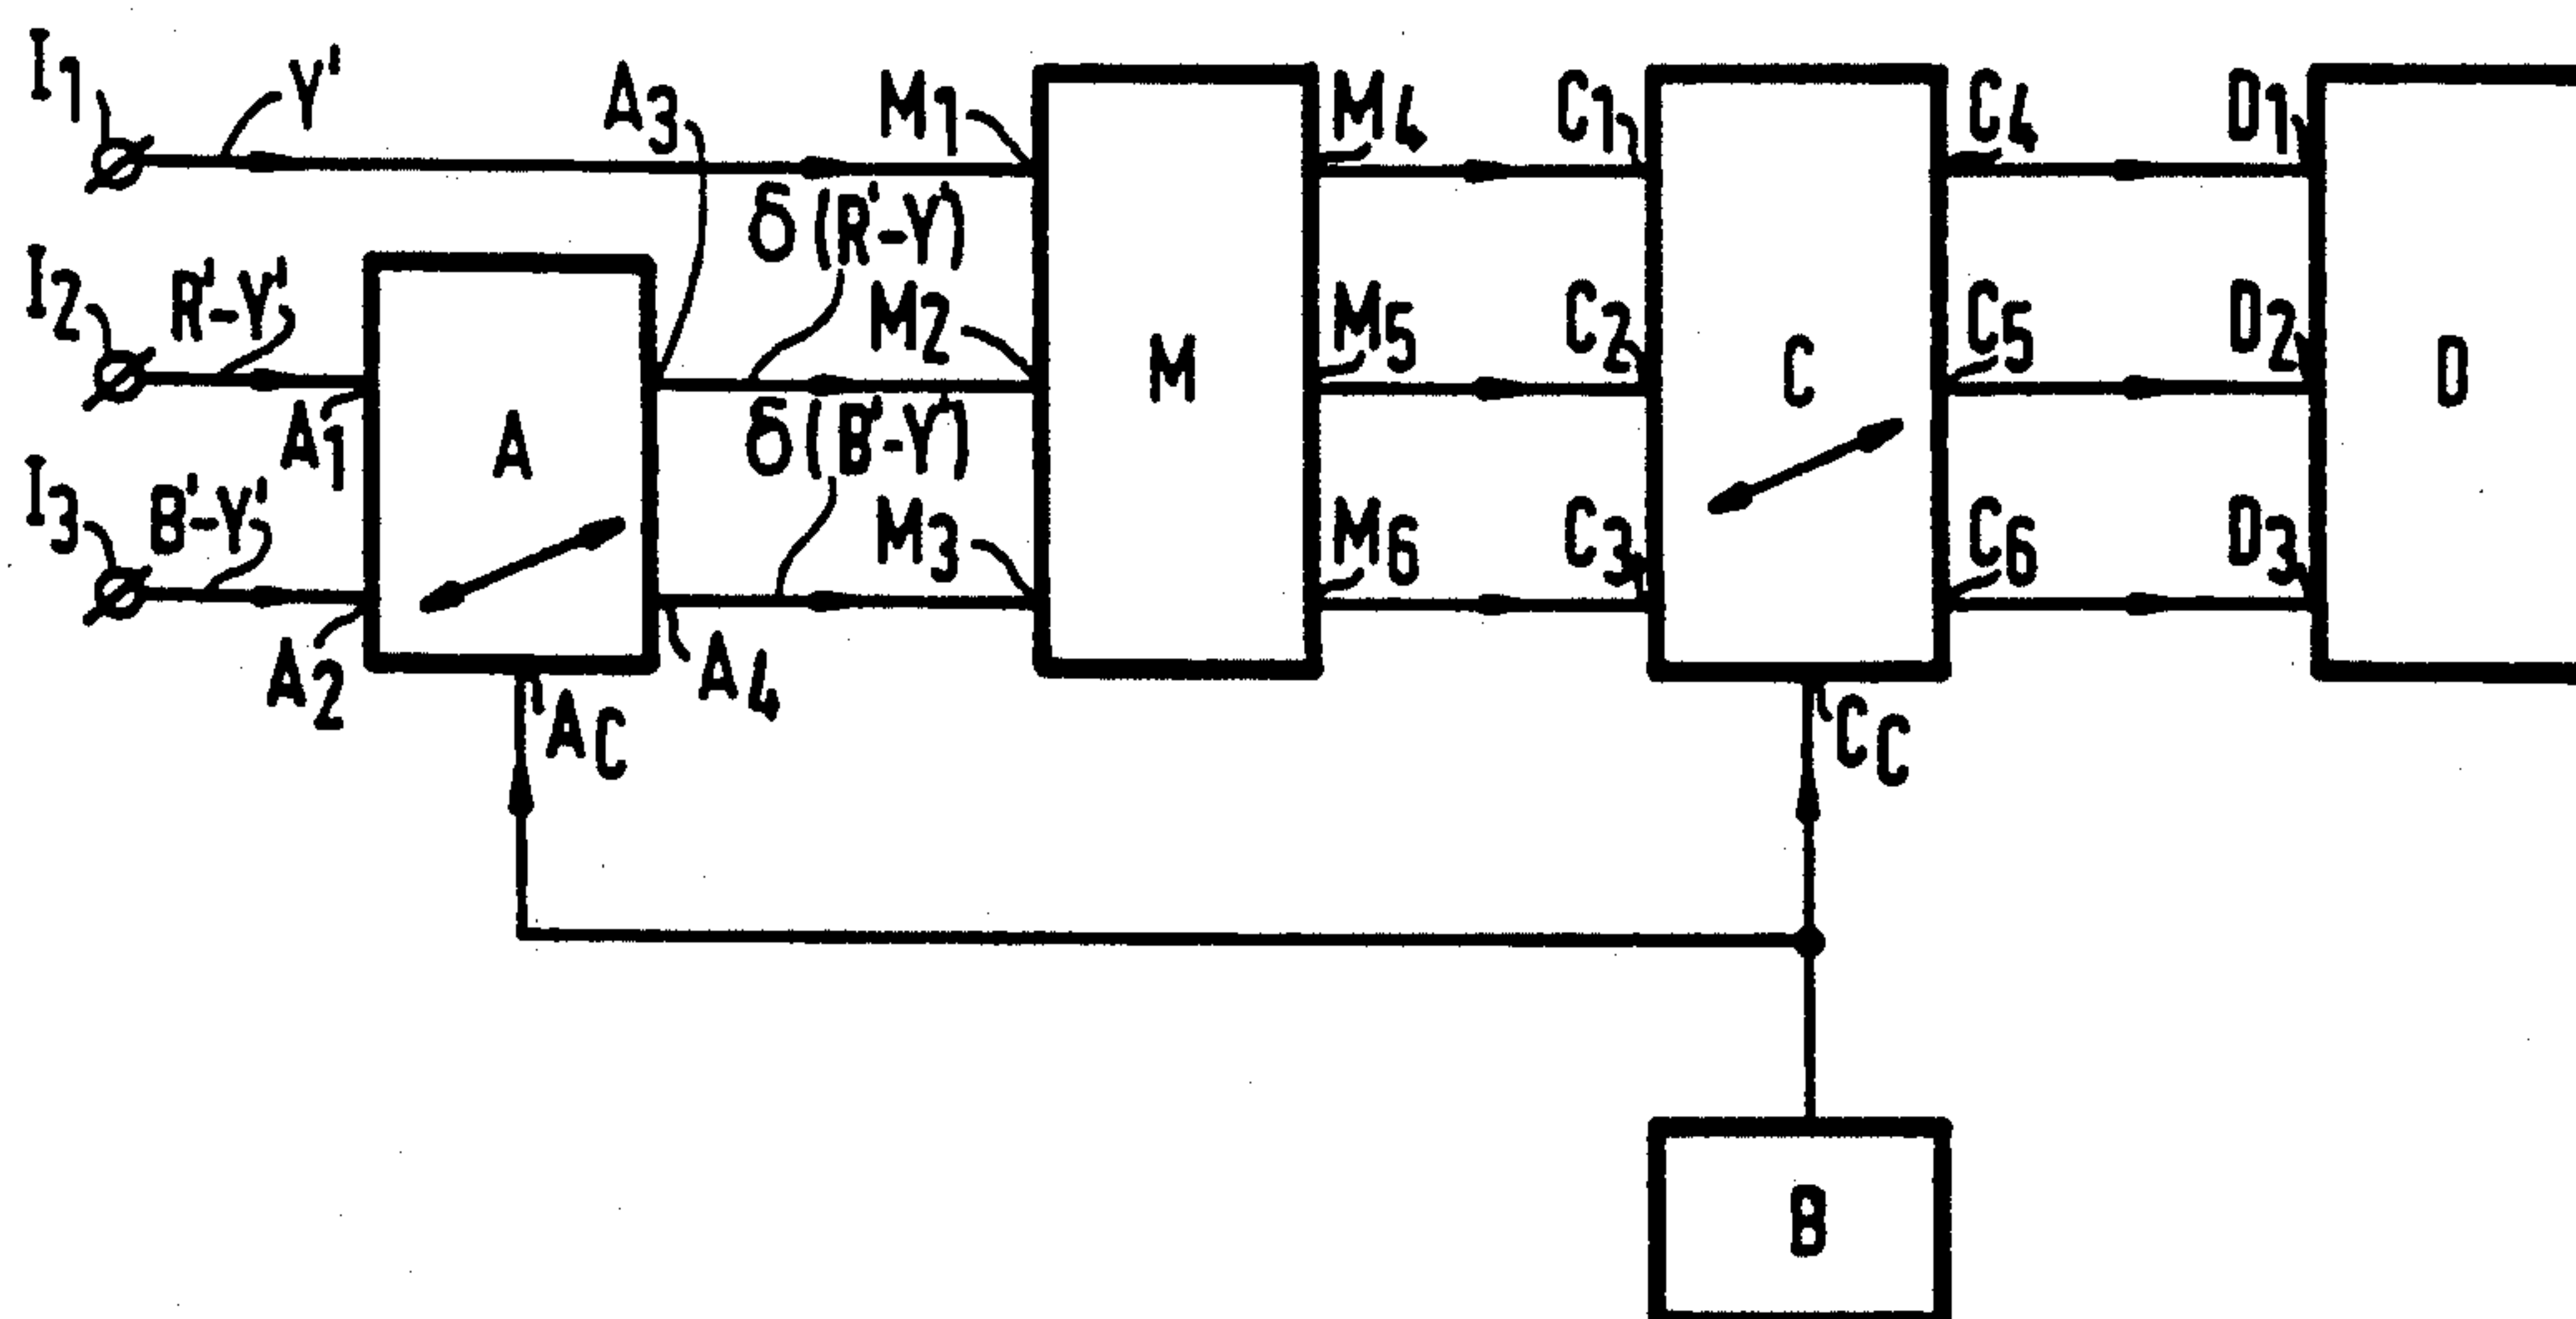 I1
Y'
A3
M1
M4
C1
C4
D1
δ(R'-Y')
I2
R'-Y'
M2
M5
C2
C5
D2
A1
A
M
C
D
δ(B'-Y')
I3
B'-Y'
M3
M6
C3
C6
D3
A2
A4
AC
CC
B